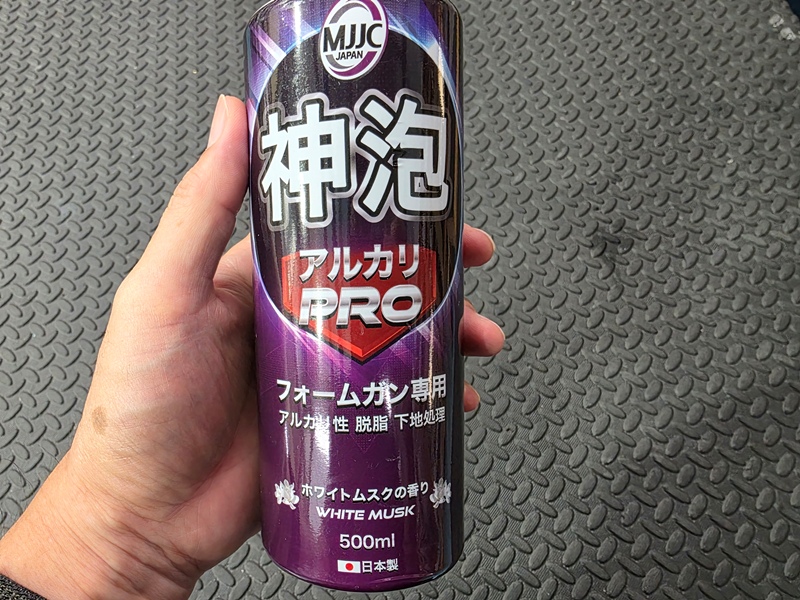 MJJC
JAPAN
神泡
アルカリ
PRO
フォームガン専用
アルカリ性 脱脂 下地処理
ホワイトムスクの香り
WHITE MUSK
500ml
日本製